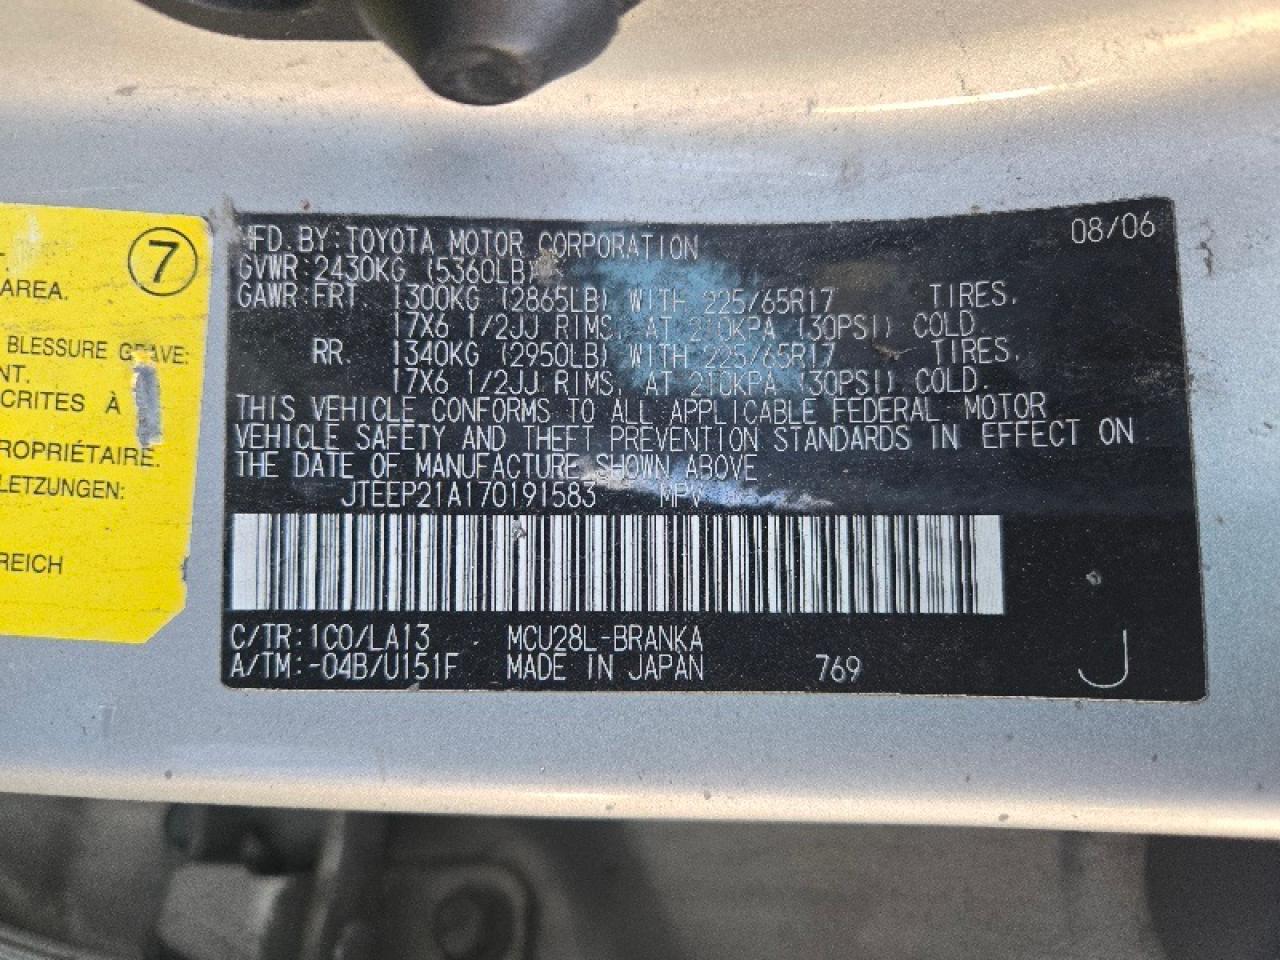 7
T.
AREA.
BLESSURE GRAVE:
NT.
CRITES À
ROPRIÉTAIRE.
LETZUNGEN:
REICH
08/06
MFD.BY:TOYOTA MOTOR CORPORATION
GVWR:2430KG (5360LB)
GAWR:FRT. 1300KG (2865LB) WITH 225/65R17 TIRES,
17X6 1/2JJ RIMS, AT 210KPA (30PSI) COLD.
RR. 1340KG (2950LB) WITH 225/65R17 TIRES,
17X6 1/2JJ RIMS, AT 210KPA (30PSI) COLD.
THIS VEHICLE CONFORMS TO ALL APPLICABLE FEDERAL MOTOR
VEHICLE SAFETY AND THEFT PREVENTION STANDARDS IN EFFECT ON
THE DATE OF MANUFACTURE SHOWN ABOVE
JTEEP21A170191583 MPV
C/TR:1C0/LA13 MCU28L-BRANKA
A/TM:-04B/U151F MADE IN JAPAN 769
J